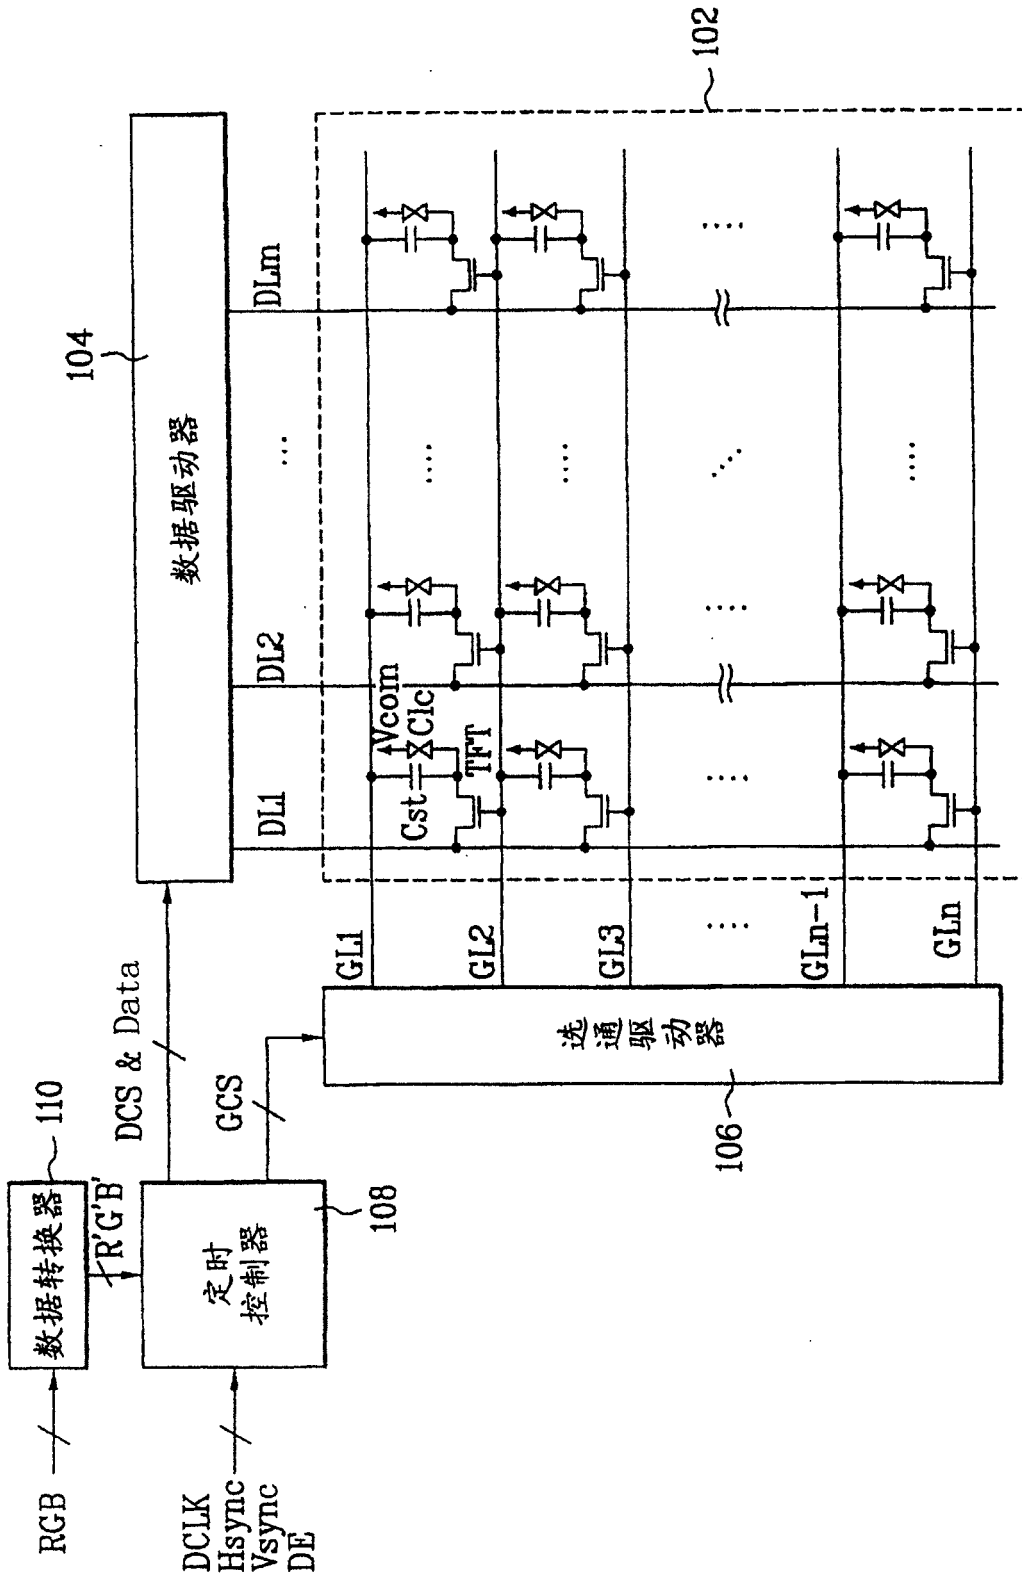 RGB
数据转换器
110
R'G'B'
DCLK
Hsync
Vsync
DE
定时
控制器
108
DCS & Data
GCS
数据驱动器
104
选通驱动器
106
DL1
DL2
...
DLm
102
GL1
GL2
GL3
....
GLn-1
GLn
Vcom
Clc
Cst
TFT
....
....
....
....
....
....
....
....